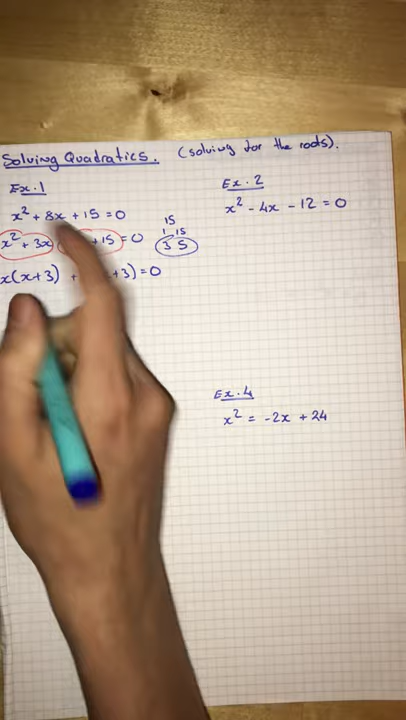 Solving Quadratics. (solving for the roots).
Ex.1
x² + 8x + 15 = 0
x² + 3x + 15 = 0
15
1 15
3 5
x(x+3) + +3) = 0
Ex.2
x² - 4x - 12 = 0
Ex.4
x² = -2x + 24